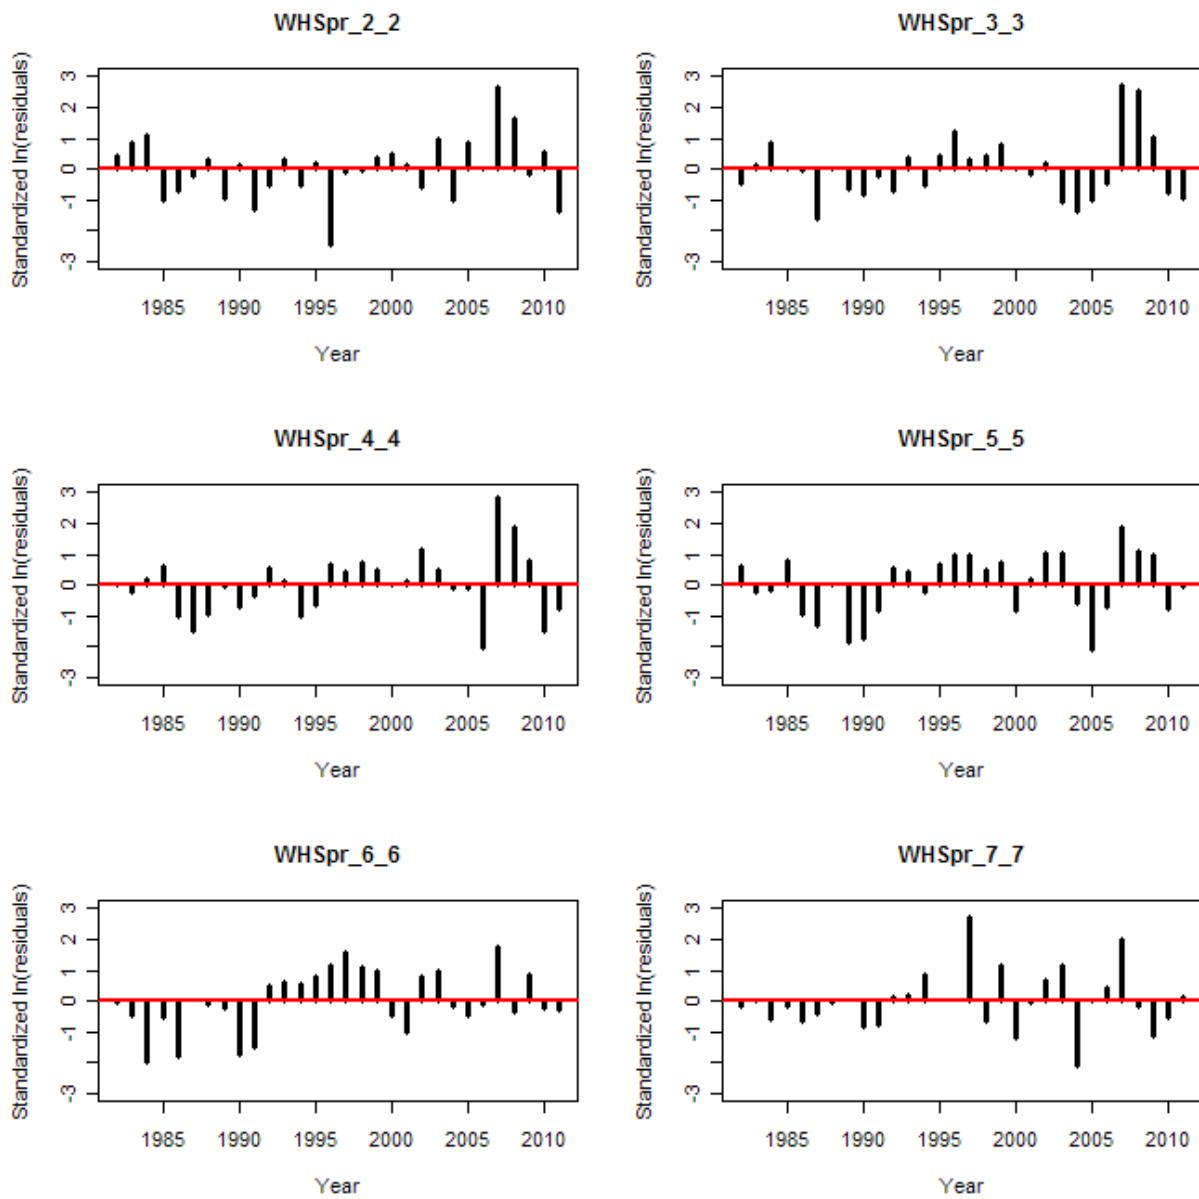 WHSpr_2_2
Standardized ln(residuals)
3
2
1
0
-1
-3
1985 1990 1995 2000 2005 2010
Year
WHSpr_3_3
Standardized ln(residuals)
3
2
1
0
-1
-3
1985 1990 1995 2000 2005 2010
Year
WHSpr_4_4
Standardized ln(residuals)
3
2
1
0
-1
-3
1985 1990 1995 2000 2005 2010
Year
WHSpr_5_5
Standardized ln(residuals)
3
2
1
0
-1
-3
1985 1990 1995 2000 2005 2010
Year
WHSpr_6_6
Standardized ln(residuals)
3
2
1
0
-1
-3
1985 1990 1995 2000 2005 2010
Year
WHSpr_7_7
Standardized ln(residuals)
3
2
1
0
-1
-3
1985 1990 1995 2000 2005 2010
Year